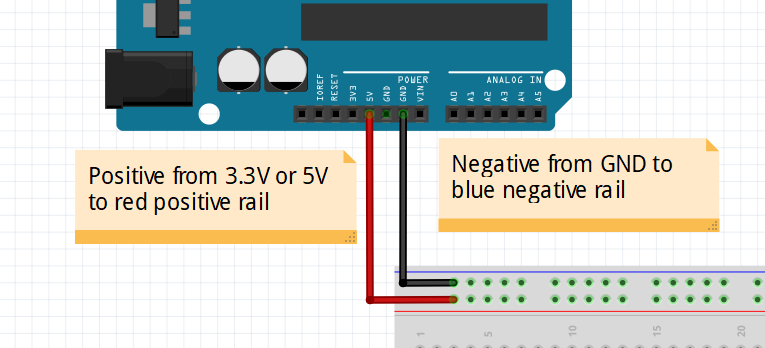 POWER
ANALOG IN
IOREF
RESET
3V3
5V
GND
GND
VIN
A0
A1
A2
A3
A4
A5
Positive from 3.3V or 5V
to red positive rail
Negative from GND to
blue negative rail
1
5
10
15
20